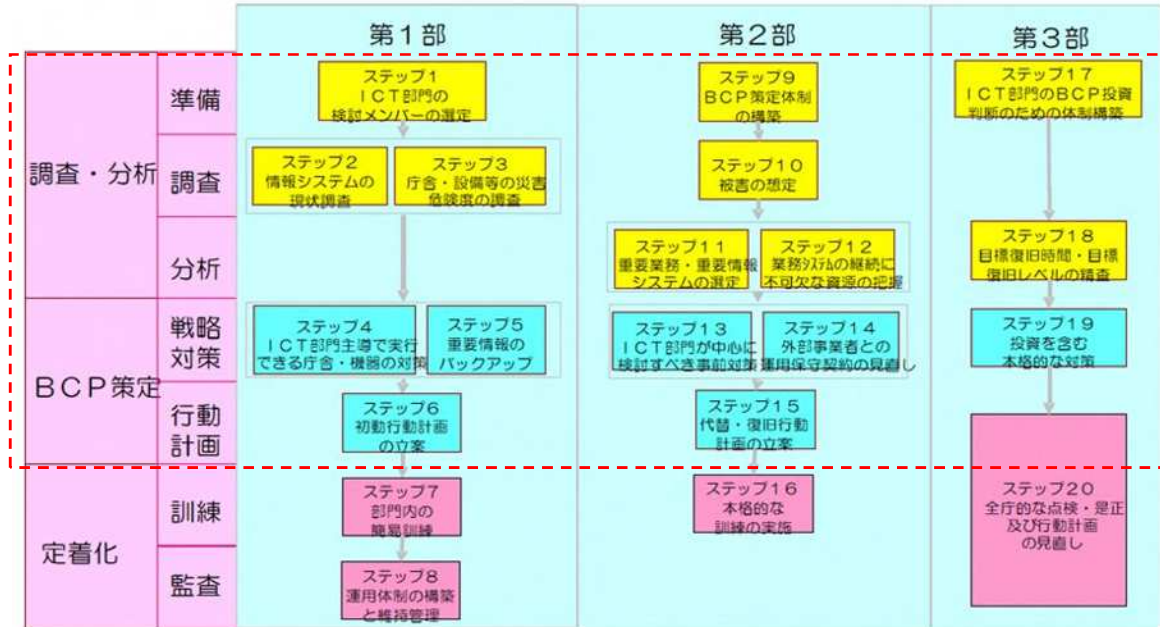 第1部
第2部
第3部
調査・分析
準備
ステップ1
ICT部門の
検討メンバーの選定
ステップ9
BCP策定体制
の構築
ステップ17
ICT部門のBCP投資
判断のための体制構築
調査
ステップ2
情報システムの
現状調査
ステップ3
庁舎・設備等の災害
危険度の調査
ステップ10
被害の想定
分析
ステップ11
重要業務・重要情報
システムの選定
ステップ12
業務システムの継続に
不可欠な資源の把握
ステップ18
目標復旧時間・目標
復旧レベルの精査
BCP策定
戦略
対策
ステップ4
ICT部門主導で実行
できる庁舎・機器の対策
ステップ5
重要情報の
バックアップ
ステップ13
ICT部門が中心に
検討すべき事前対策
ステップ14
外部事業者との
運用保守契約の見直し
ステップ19
投資を含む
本格的な対策
行動
計画
ステップ6
初動行動計画
の立案
ステップ15
代替・復旧行動
計画の立案
定着化
訓練
ステップ7
部門内の
簡易訓練
ステップ16
本格的な
訓練の実施
ステップ20
全庁的な点検・是正
及び行動計画
の見直し
監査
ステップ8
運用体制の構築
と維持管理